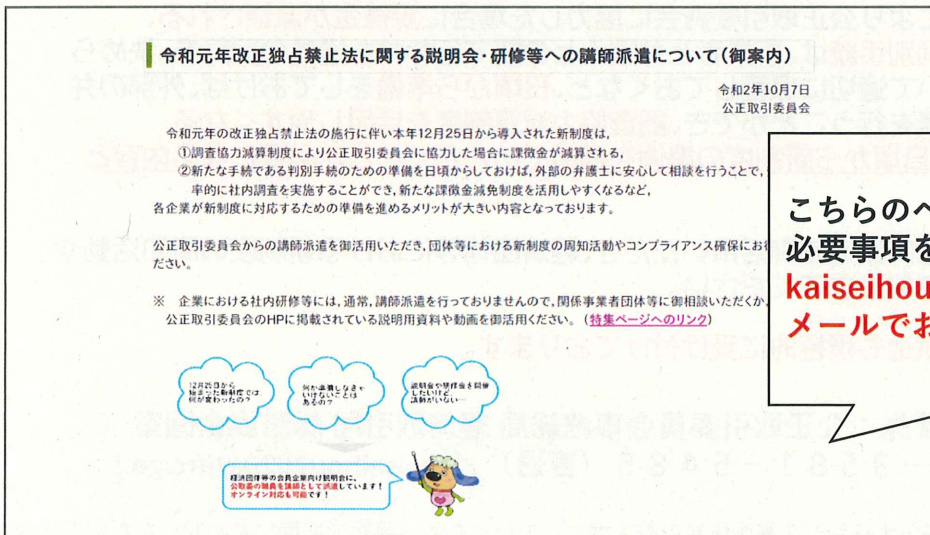 令和元年改正独占禁止法に関する説明会・研修等への講師派遣について(御案内)
令和2年10月7日
公正取引委員会
令和元年の改正独占禁止法の施行に伴い本年12月25日から導入された新制度は,
①調査協力減算制度により公正取引委員会に協力した場合に課徴金が減算される,
②新たな手続である判別手続のための準備を日頃からしておけば,外部の弁護士に安心して相談を行うことで,
率的に社内調査を実施することができ,新たな課徴金減免制度を活用しやすくなるなど,
各企業が新制度に対応するための準備を進めるメリットが大きい内容となっております。
公正取引委員会からの講師派遣を御活用いただき,団体等における新制度の周知活動やコンプライアンス確保にお
ださい。
※ 企業における社内研修等には,通常,講師派遣を行っておりませんので,関係事業者団体等に御相談いただくか,
公正取引委員会のHPに掲載されている説明用資料や動画を御活用ください。(特集ページへのリンク)
こちらのペ
必要事項を
kaiseihou
メールでお
12月25日から
始まった新制度では
何が変わったの?
何か準備しなきゃ
いけないことは
あるの?
説明会や研修会を開催
したいけど、
講師がいない…
経済団体等の会員企業向け説明会に、
公取委の職員を講師として派遣しています!
オンライン対応も可能です!